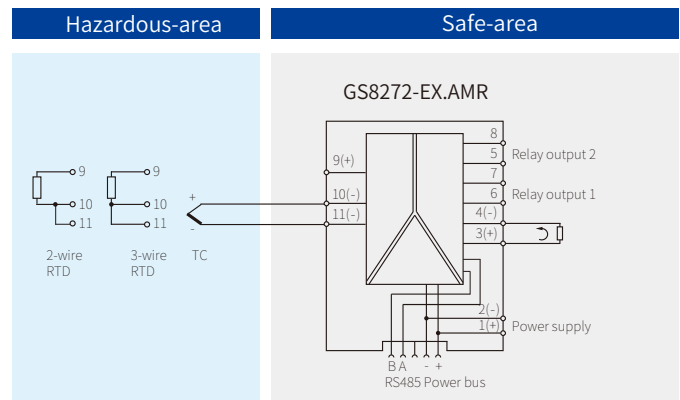 Hazardous-area
Safe-area
GS8272-EX.AMR
9
10
11
2-wire
RTD
9
10
11
3-wire
RTD
+
-
TC
9(+)
10(-)
11(-)
8
5
Relay output 2
7
6
Relay output 1
4(-)
3(+)
2(-)
1(+)
Power supply
B A - +
RS485 Power bus